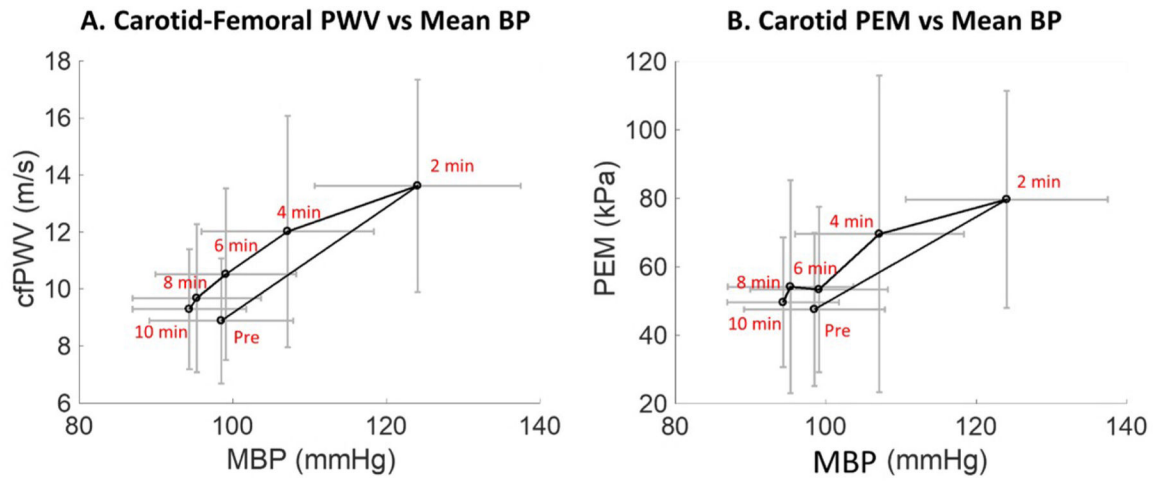 A. Carotid-Femoral PWV vs Mean BP
18
16
14
12
10
8
6
cfPWV (m/s)
2 min
4 min
6 min
8 min
10 min
Pre
80
100
120
140
MBP (mmHg)
B. Carotid PEM vs Mean BP
120
100
80
60
40
20
PEM (kPa)
2 min
4 min
6 min
8 min
10 min
Pre
80
100
120
140
MBP (mmHg)